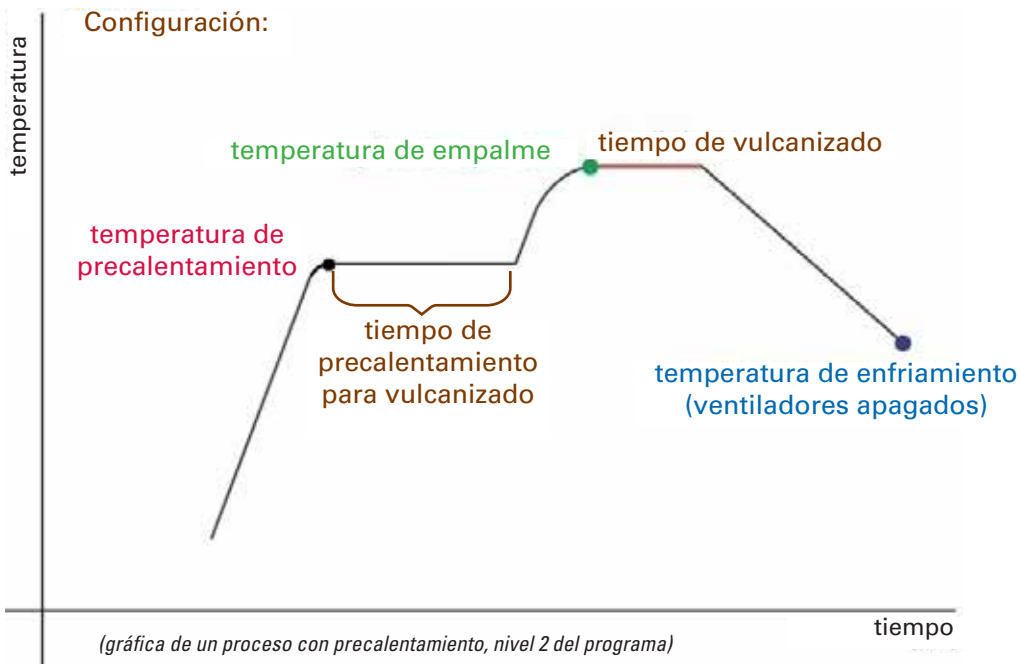 Configuración:
temperatura
temperatura de empalme
tiempo de vulcanizado
temperatura de
precalentamiento
tiempo de
precalentamiento
para vulcanizado
temperatura de enfriamiento
(ventiladores apagados)
tiempo
(gráfica de un proceso con precalentamiento, nivel 2 del programa)